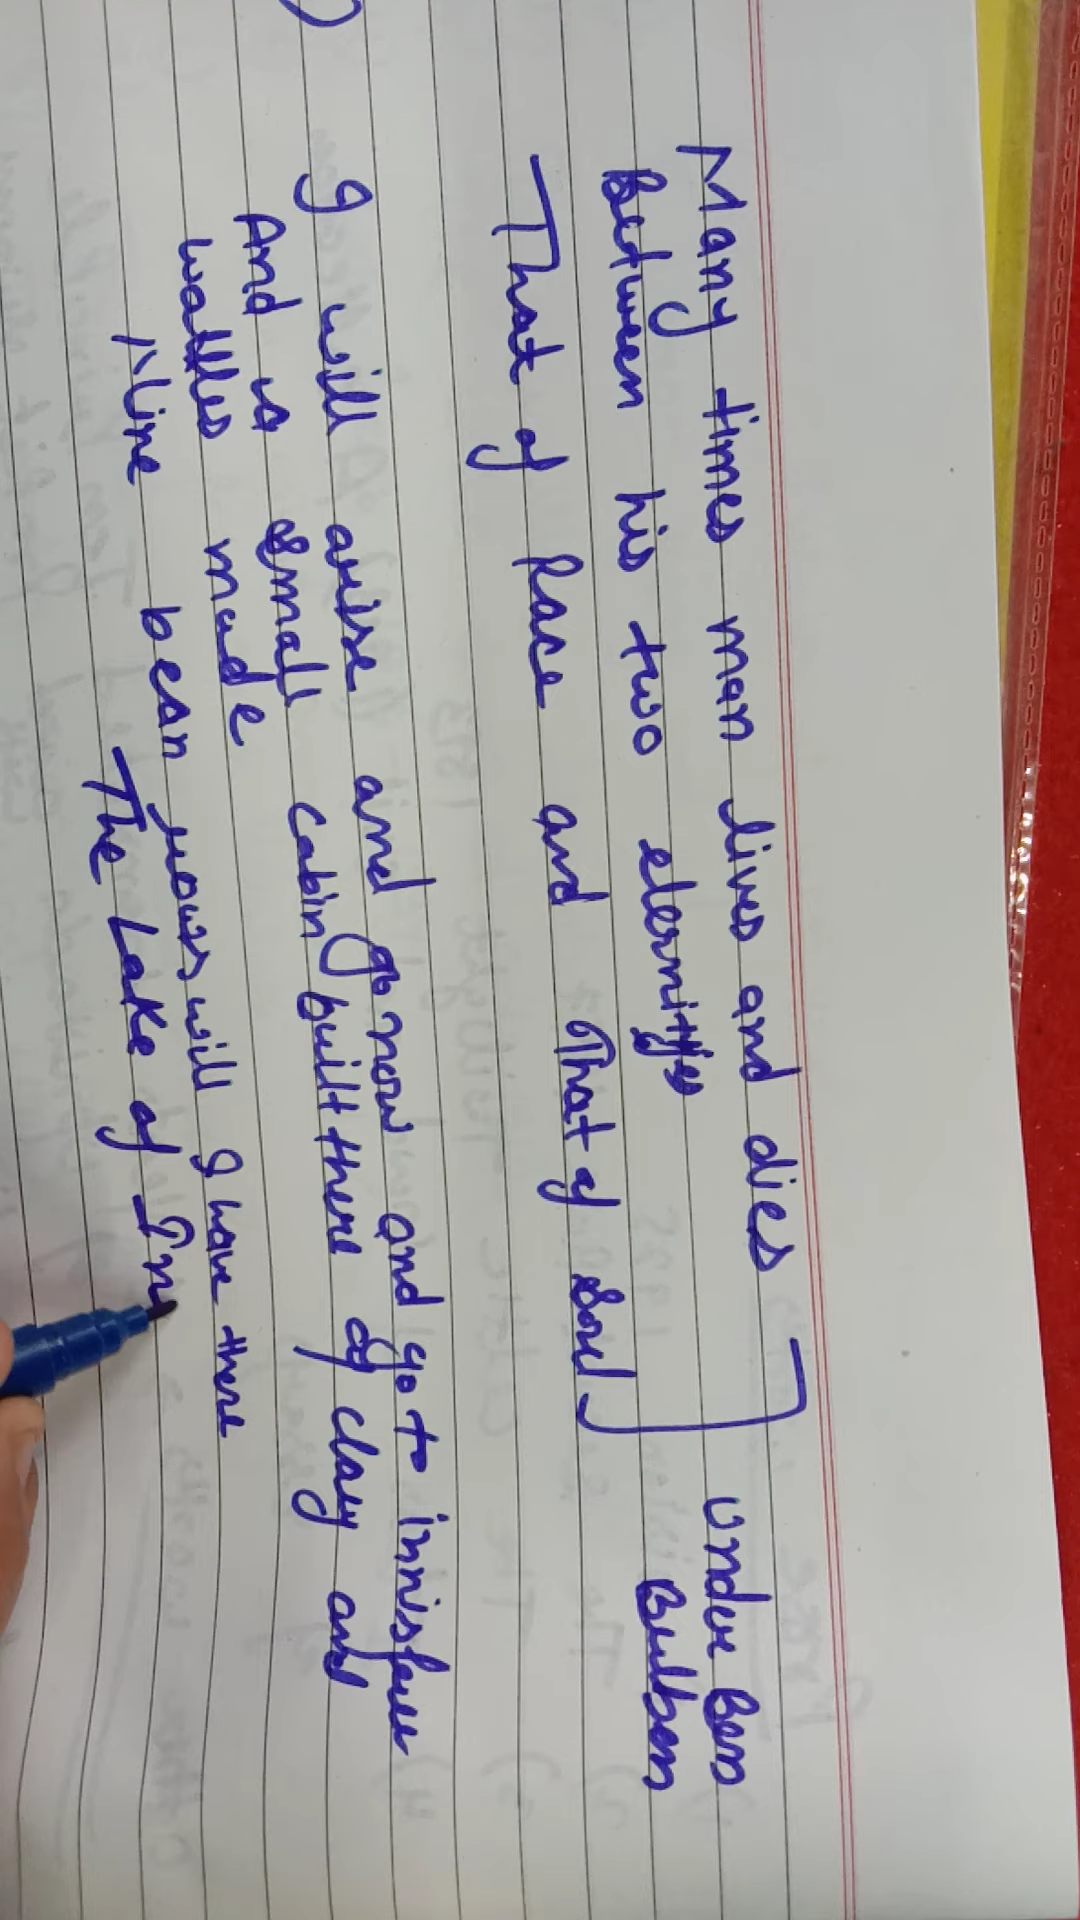 Many times man lives and dies
Between his two eternities
That of Race and That of Soul
Under Ben
Bulben
I will arise and go now and go to innisfree
And a small cabin built there of clay and
wattles made
Nine bean rows will I have there
The Lake of Inn